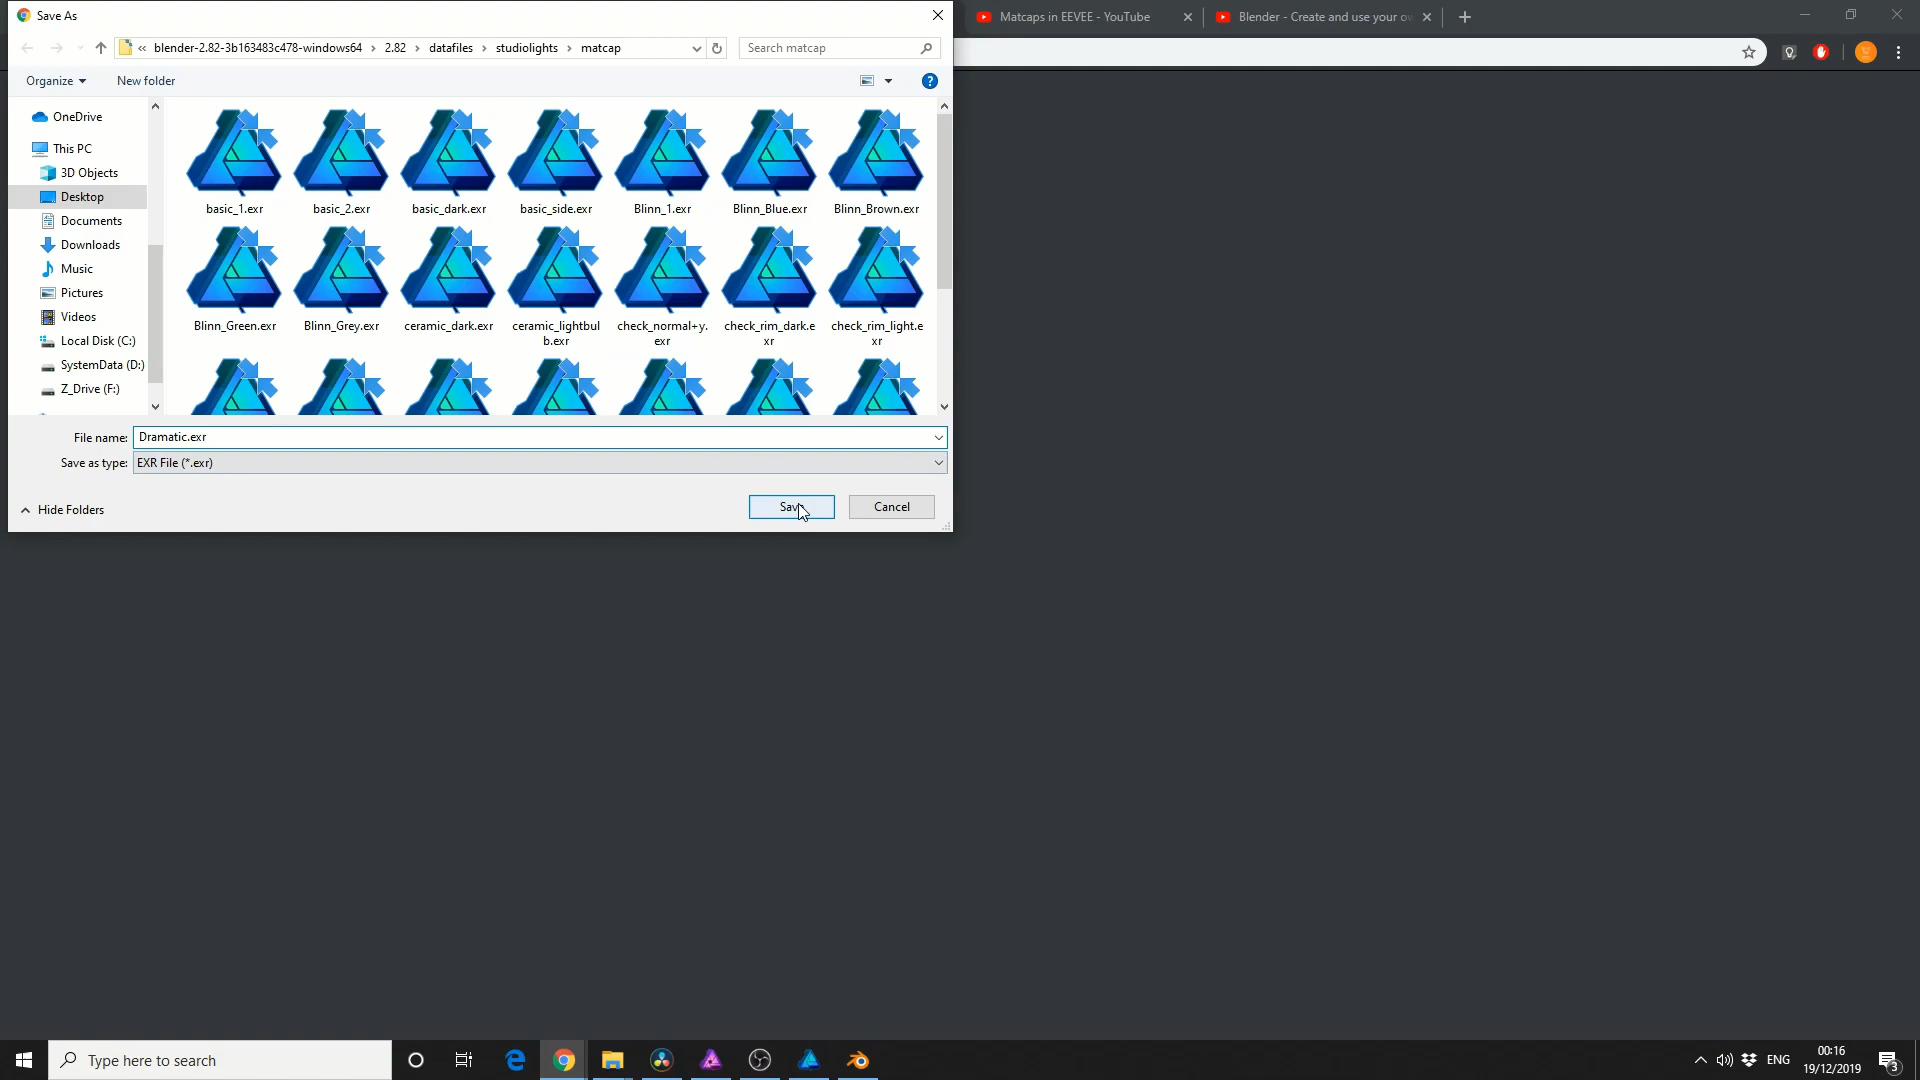 Save As
Matcaps in EEVEE - YouTube
Blender - Create and use your ow
« blender-2.82-3b163483c478-windows64 › 2.82 › datafiles › studiolights › matcap
Search matcap
Organize
New folder
OneDrive
This PC
3D Objects
Desktop
Documents
Downloads
Music
Pictures
Videos
Local Disk (C:)
SystemData (D:)
Z_Drive (F:)
basic_1.exr
basic_2.exr
basic_dark.exr
basic_side.exr
Blinn_1.exr
Blinn_Blue.exr
Blinn_Brown.exr
Blinn_Green.exr
Blinn_Grey.exr
ceramic_dark.exr
ceramic_lightbul
b.exr
check_normal+y.
exr
check_rim_dark.e
xr
check_rim_light.e
xr
File name: Dramatic.exr
Save as type: EXR File (*.exr)
Hide Folders
Save
Cancel
Type here to search
ENG
00:16
19/12/2019
3